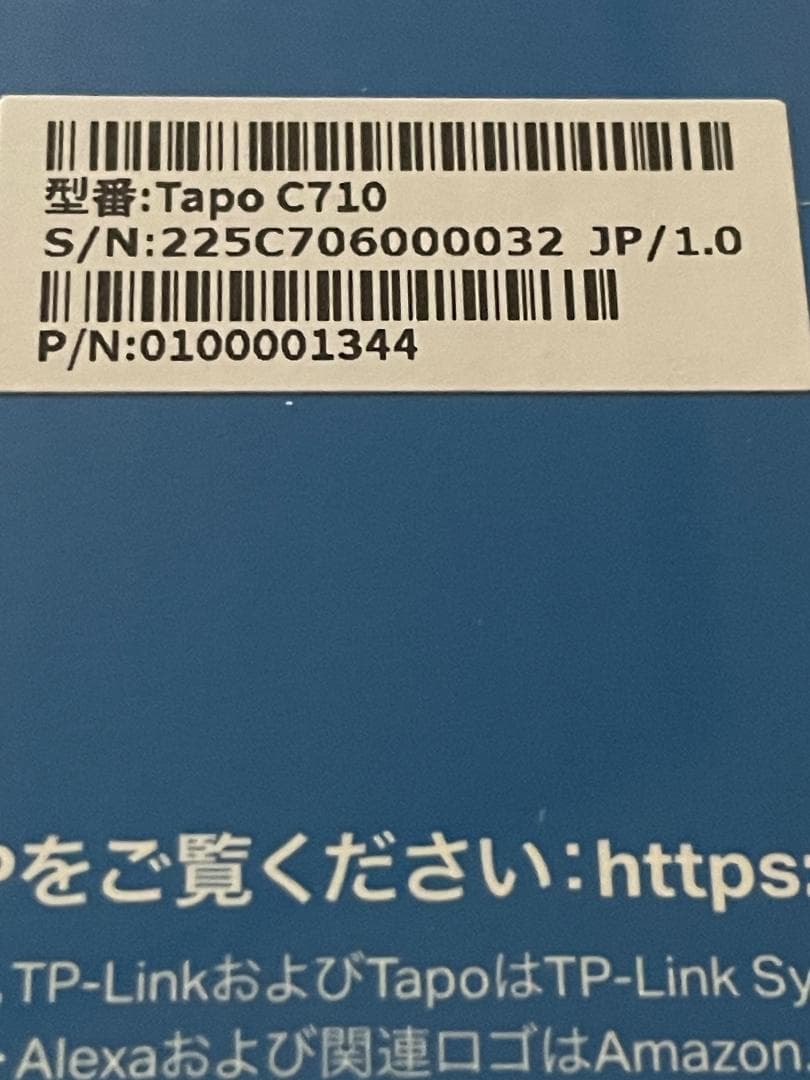 型番:Tapo C710
S/N:225C706000032 JP/1.0
P/N:0100001344
Pをご覧ください:https:
TP-LinkおよびTapoはTP-Link Sy
Alexaおよび関連ロゴはAmazon